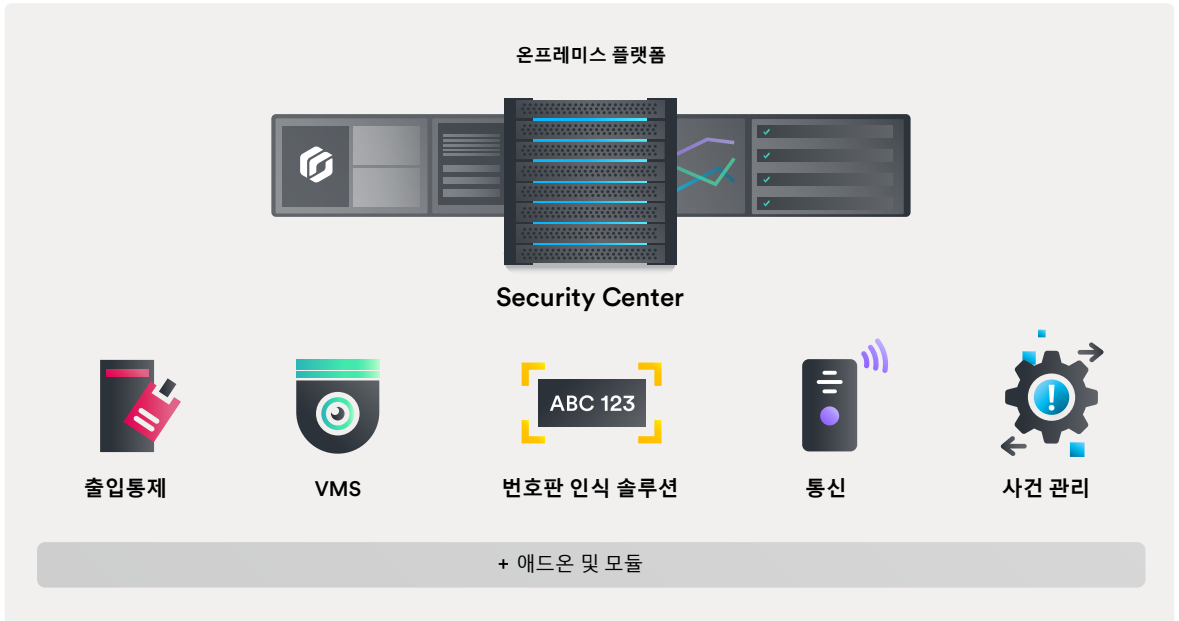 온프레미스 플랫폼
Security Center
ABC 123
출입통제
VMS
번호판 인식 솔루션
통신
사건 관리
+ 애드온 및 모듈